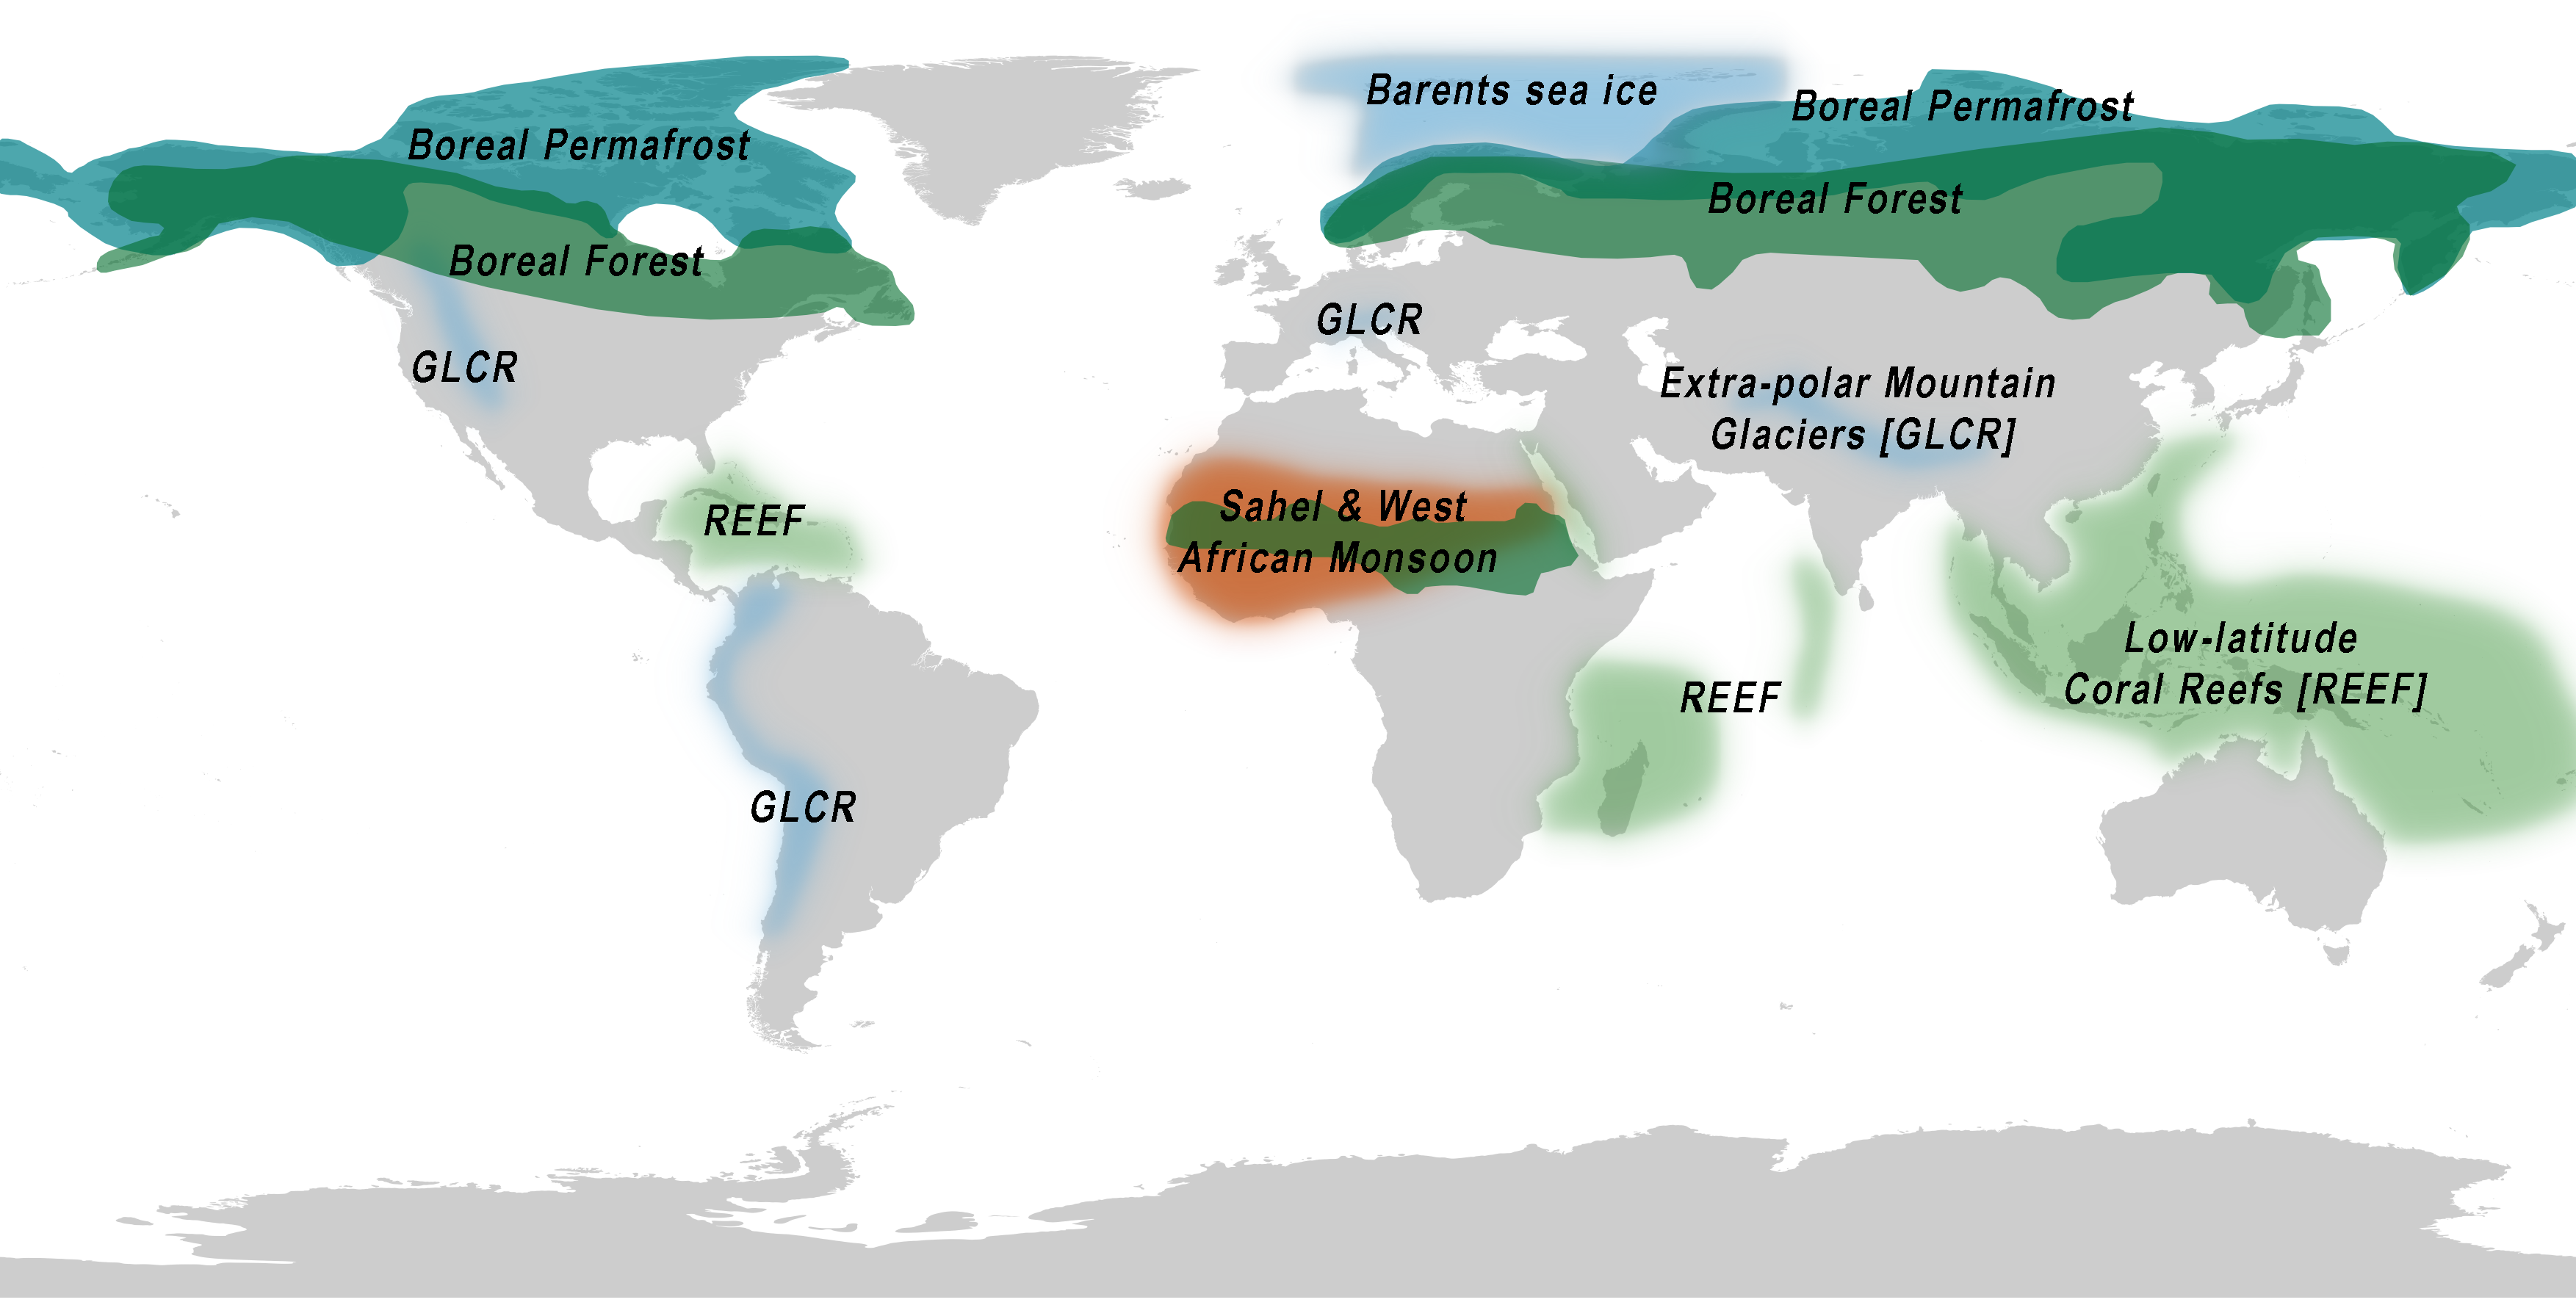 Barents sea ice
Boreal Permafrost
Boreal Permafrost
Boreal Forest
Boreal Forest
GLCR
GLCR
Extra-polar Mountain
Glaciers [GLCR]
REEF
Sahel & West
African Monsoon
Low-latitude
Coral Reefs [REEF]
REEF
GLCR